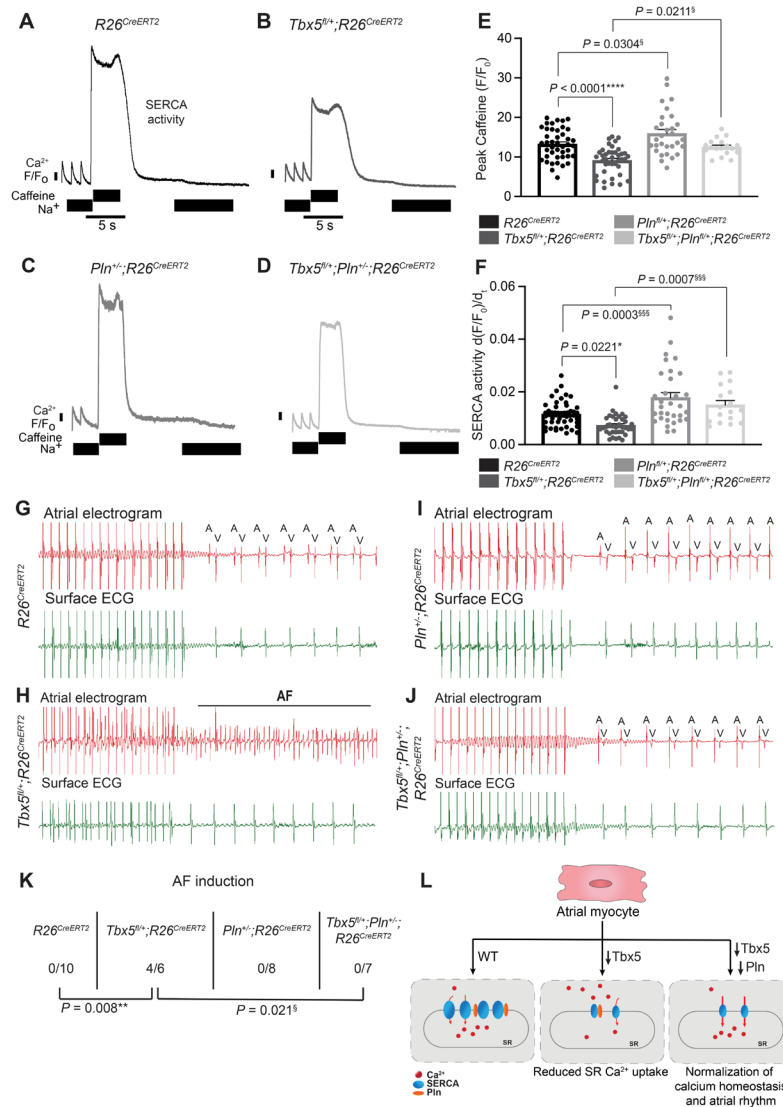 A
R26CreERT2
SERCA
activity
Ca2+
F/Fo
Caffeine
Na+
5 s
B
Tbx5fl/+;R26CreERT2
5 s
C
Pln+/-;R26CreERT2
Ca2+
F/Fo
Caffeine
Na+
D
Tbx5fl/+;Pln+/-;R26CreERT2
E
P = 0.0211§
P = 0.0304§
P < 0.0001****
Peak Caffeine (F/F0)
40
30
20
10
0
R26CreERT2
Plnfl/+;R26CreERT2
Tbx5fl/+;R26CreERT2
Tbx5fl/+;Plnfl/+;R26CreERT2
F
P = 0.0007§§§
P = 0.0003§§§
P = 0.0221*
SERCA activity d(F/F0)/dt
0.06
0.04
0.02
0.00
R26CreERT2
Plnfl/+;R26CreERT2
Tbx5fl/+;R26CreERT2
Tbx5fl/+;Plnfl/+;R26CreERT2
G
Atrial electrogram
A A A A A A A
V V V V V V V
R26CreERT2
Surface ECG
H
Atrial electrogram
AF
Tbx5fl/+;R26CreERT2
Surface ECG
I
Atrial electrogram
A A A A A A A A
V V V V V V V
Pln+/-;R26CreERT2
Surface ECG
J
Atrial electrogram
A A A A A A A
V V V V V V V
Tbx5fl/+;Pln+/-;
R26CreERT2
Surface ECG
K
AF induction
R26CreERT2
Tbx5fl/+;R26CreERT2
Pln+/-;R26CreERT2
Tbx5fl/+;Pln+/-;
R26CreERT2
0/10
4/6
0/8
0/7
P = 0.008**
P = 0.021§
L
Atrial myocyte
WT
↓Tbx5
↓Tbx5
↓Pln
SR
SR
SR
Ca2+
SERCA
Pln
Reduced SR Ca2+ uptake
Normalization of
calcium homeostasis
and atrial rhythm